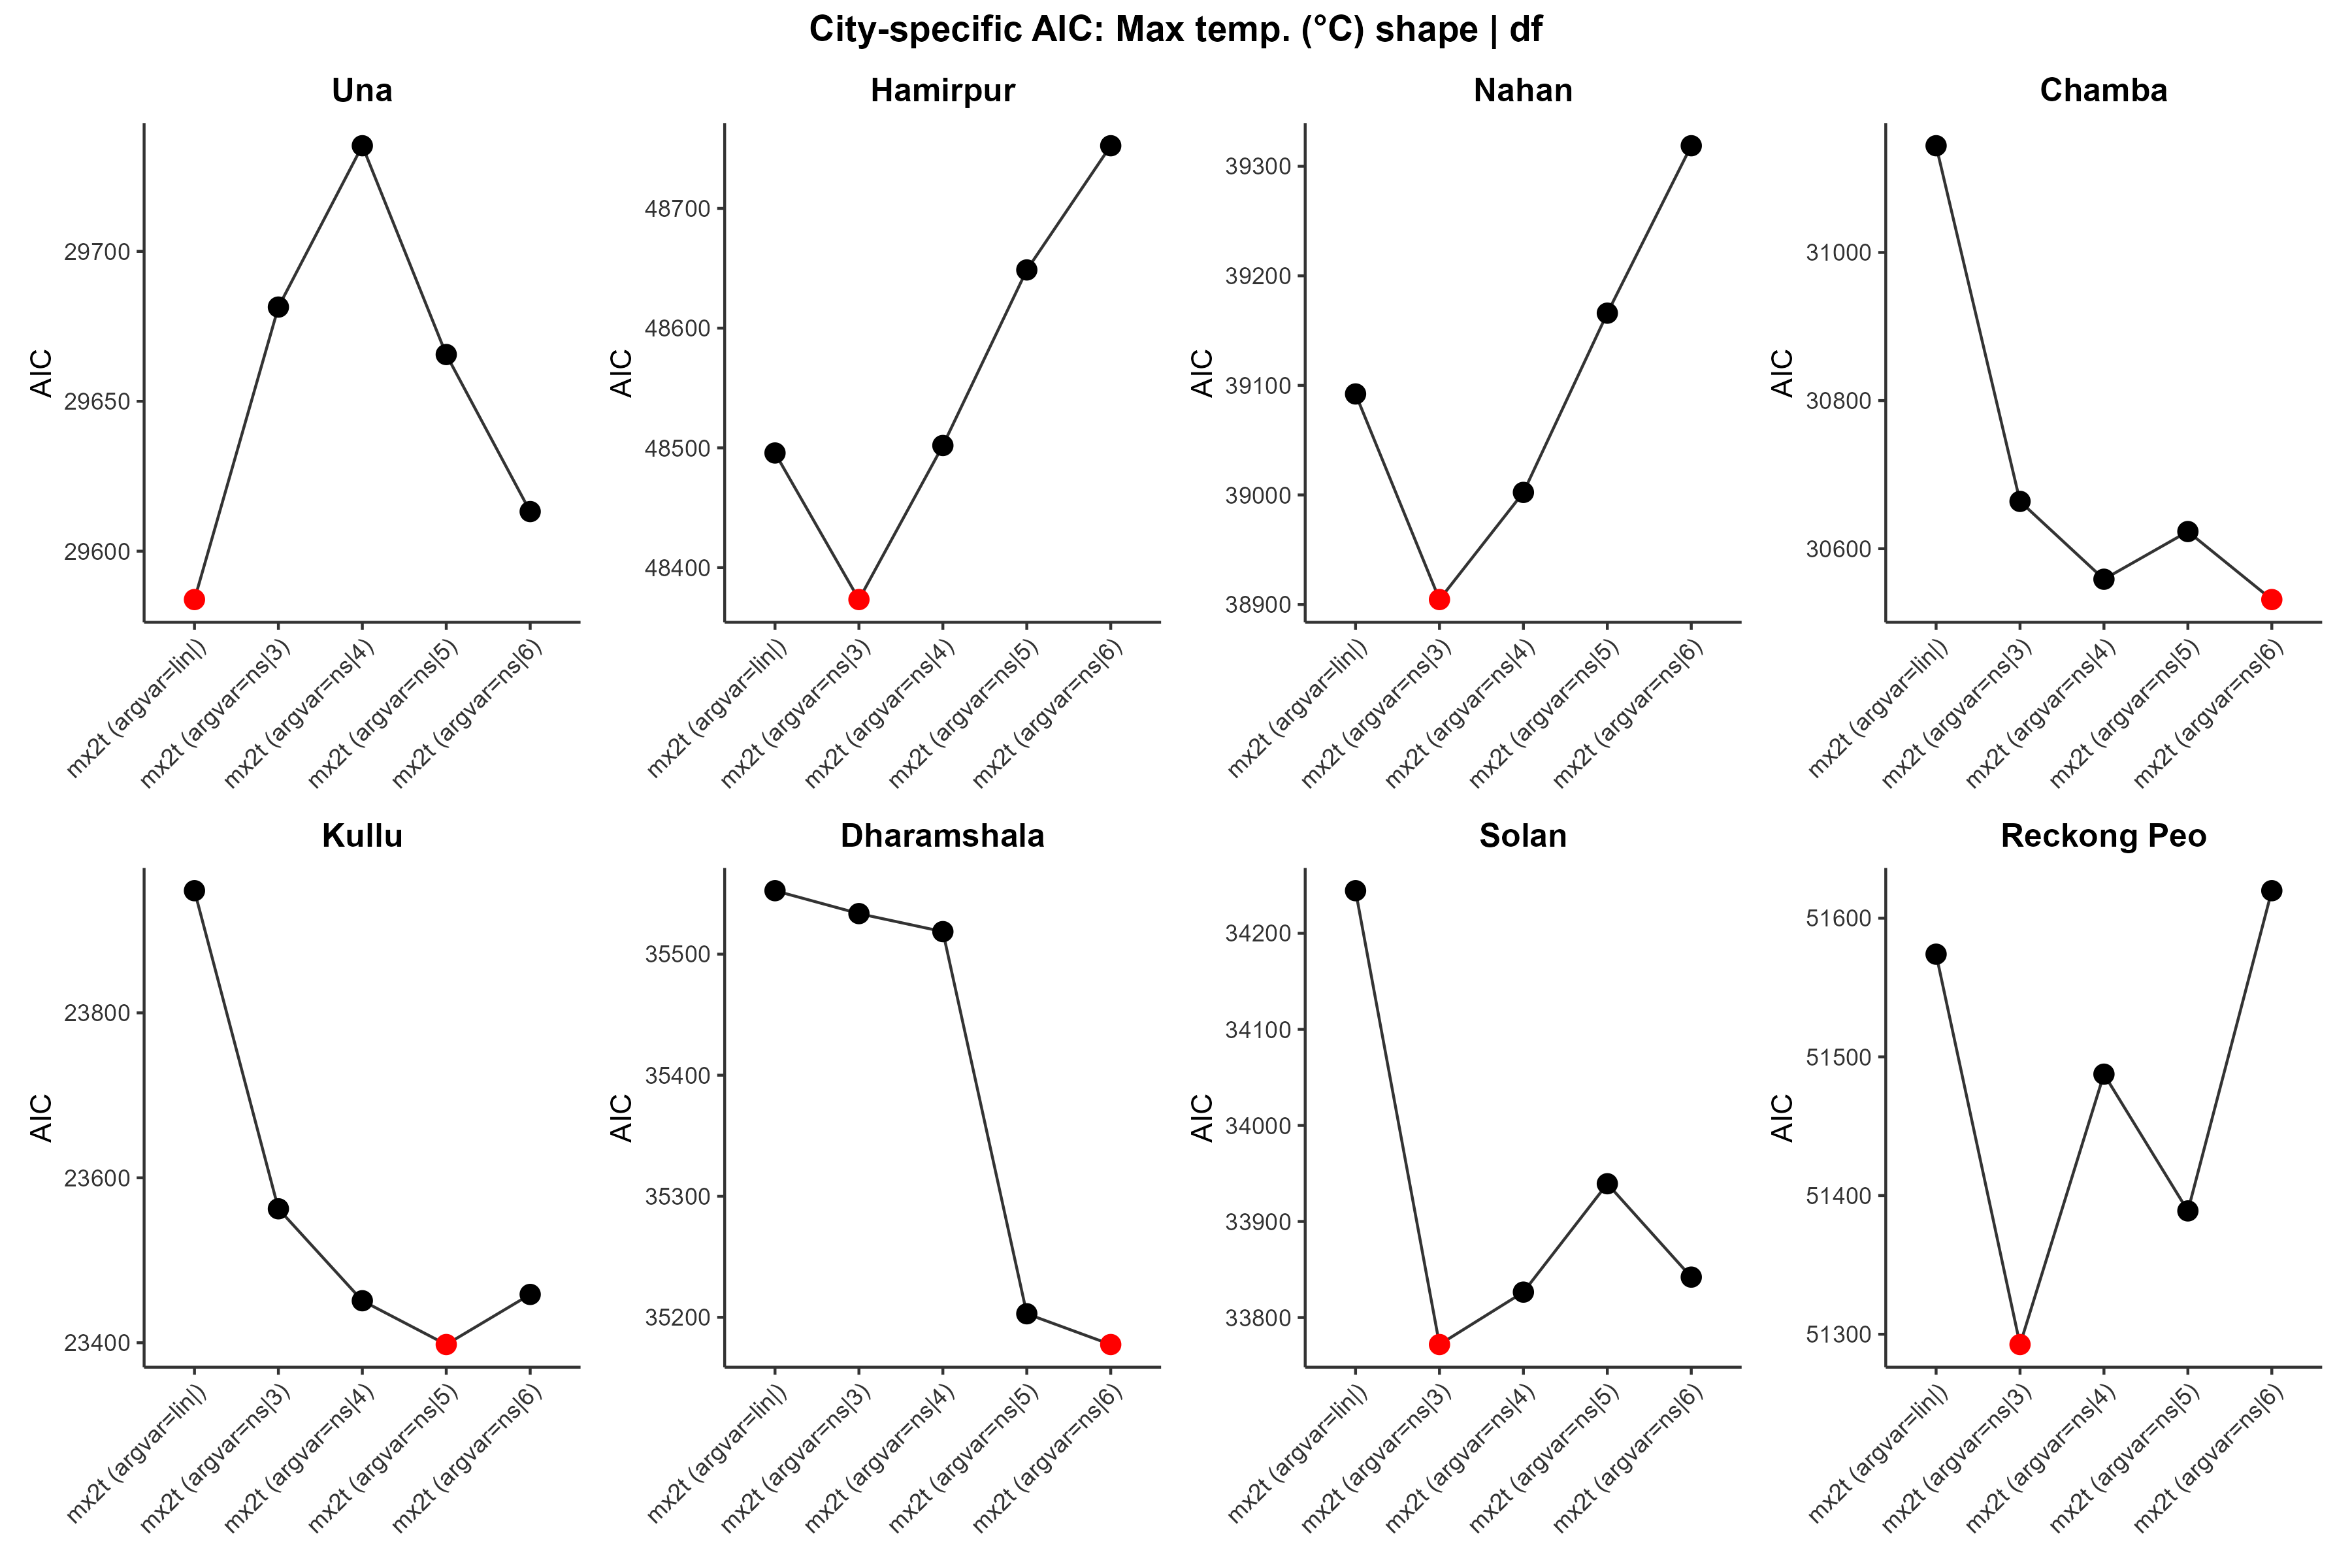 City-specific AIC: Max temp. (°C) shape | df
Una
AIC
29700
29650
29600
mx2t (argvar=lin|)
mx2t (argvar=ns|3)
mx2t (argvar=ns|4)
mx2t (argvar=ns|5)
mx2t (argvar=ns|6)
Hamirpur
AIC
48700
48600
48500
48400
mx2t (argvar=lin|)
mx2t (argvar=ns|3)
mx2t (argvar=ns|4)
mx2t (argvar=ns|5)
mx2t (argvar=ns|6)
Nahan
AIC
39300
39200
39100
39000
38900
mx2t (argvar=lin|)
mx2t (argvar=ns|3)
mx2t (argvar=ns|4)
mx2t (argvar=ns|5)
mx2t (argvar=ns|6)
Chamba
AIC
31000
30800
30600
mx2t (argvar=lin|)
mx2t (argvar=ns|3)
mx2t (argvar=ns|4)
mx2t (argvar=ns|5)
mx2t (argvar=ns|6)
Kullu
AIC
23800
23600
23400
mx2t (argvar=lin|)
mx2t (argvar=ns|3)
mx2t (argvar=ns|4)
mx2t (argvar=ns|5)
mx2t (argvar=ns|6)
Dharamshala
AIC
35500
35400
35300
35200
mx2t (argvar=lin|)
mx2t (argvar=ns|3)
mx2t (argvar=ns|4)
mx2t (argvar=ns|5)
mx2t (argvar=ns|6)
Solan
AIC
34200
34100
34000
33900
33800
mx2t (argvar=lin|)
mx2t (argvar=ns|3)
mx2t (argvar=ns|4)
mx2t (argvar=ns|5)
mx2t (argvar=ns|6)
Reckong Peo
AIC
51600
51500
51400
51300
mx2t (argvar=lin|)
mx2t (argvar=ns|3)
mx2t (argvar=ns|4)
mx2t (argvar=ns|5)
mx2t (argvar=ns|6)